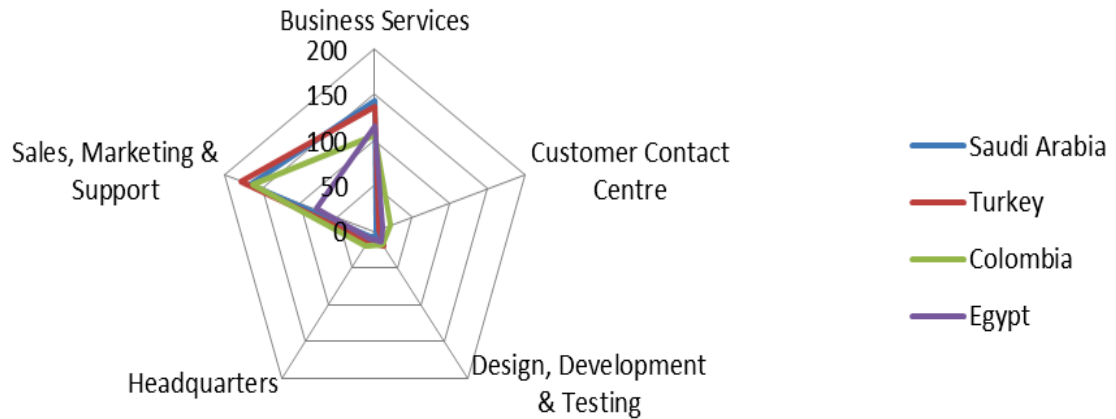 Business Services
200
150
100
50
0
Sales, Marketing &
Support
Customer Contact
Centre
Headquarters
Design, Development
& Testing
Saudi Arabia
Turkey
Colombia
Egypt